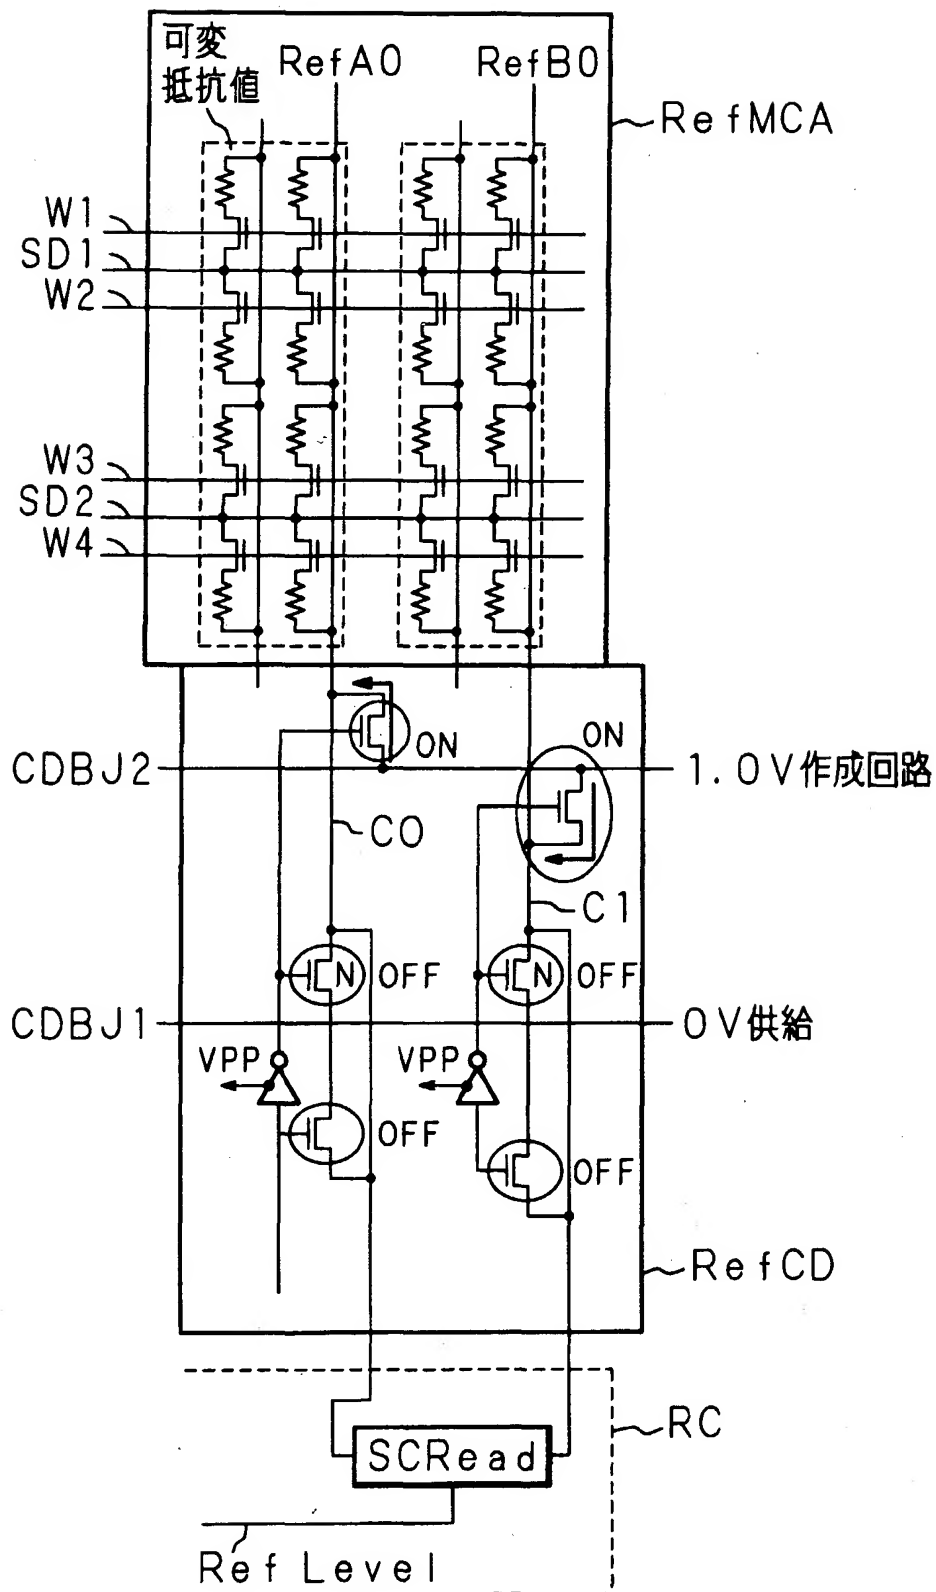 可変
抵抗値
RefA0
RefB0
RefMCA
W1
SD1
W2
W3
SD2
W4
ON
ON
CDBJ2
1.0V作成回路
C0
C1
N
OFF
N
OFF
CDBJ1
0V供給
VPP
VPP
OFF
OFF
RefCD
RC
SCRead
Ref Level